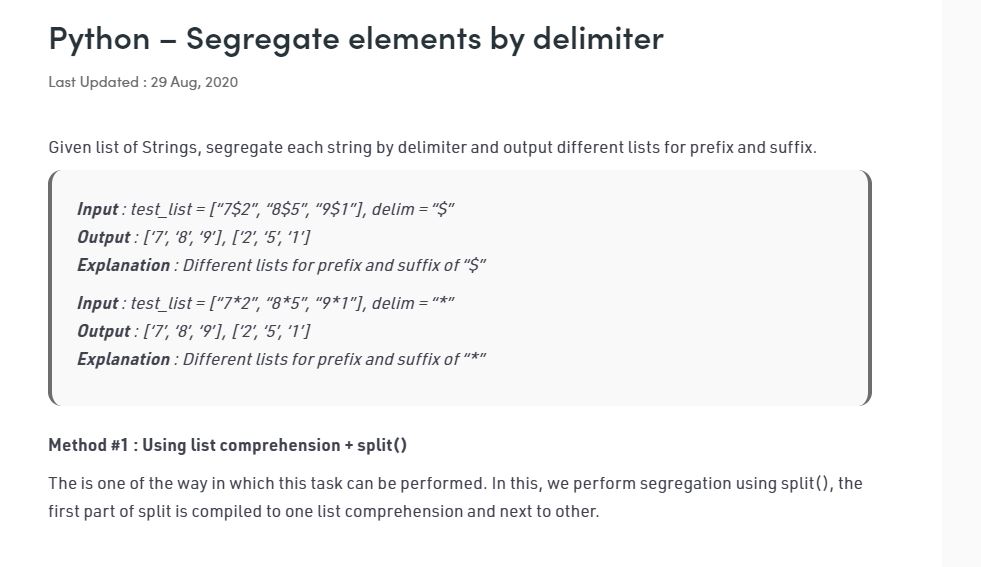 Python – Segregate elements by delimiter
Last Updated : 29 Aug, 2020
Given list of Strings, segregate each string by delimiter and output different lists for prefix and suffix.
Input : test_list = [“7$2”, “8$5”, “9$1”], delim = “$”
Output : [‘7’, ‘8’, ‘9’], [‘2’, ‘5’, ‘1’]
Explanation : Different lists for prefix and suffix of “$”
Input : test_list = [“7*2”, “8*5”, “9*1”], delim = “*”
Output : [‘7’, ‘8’, ‘9’], [‘2’, ‘5’, ‘1’]
Explanation : Different lists for prefix and suffix of “*”
Method #1 : Using list comprehension + split()
The is one of the way in which this task can be performed. In this, we perform segregation using split(), the
first part of split is compiled to one list comprehension and next to other.